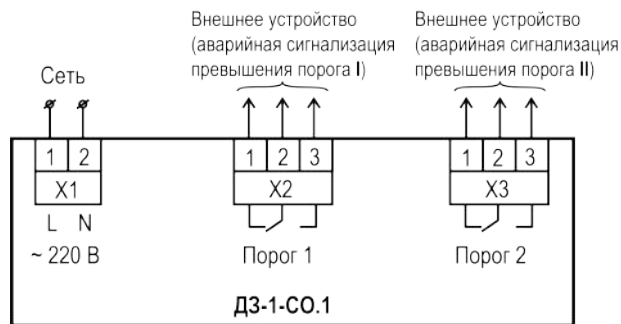 Внешнее устройство
(аварийная сигнализация
превышения порога I)
Внешнее устройство
(аварийная сигнализация
превышения порога II)
Сеть
1 2
1 2 3
1 2 3
X1
X2
X3
L N
~ 220 В
Порог 1
Порог 2
ДЗ-1-СО.1